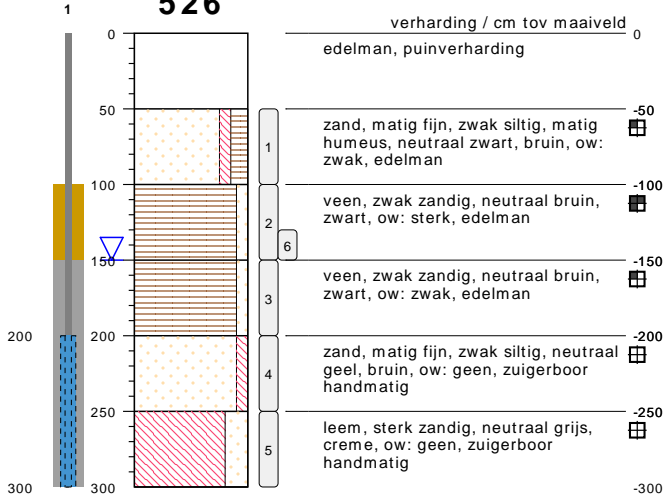 526
1
verharding / cm tov maaiveld
0
0
edelman, puinverharding
50
-50
1
zand, matig fijn, zwak siltig, matig
humeus, neutraal zwart, bruin, ow:
zwak, edelman
100
-100
2
veen, zwak zandig, neutraal bruin,
zwart, ow: sterk, edelman
6
150
-150
3
veen, zwak zandig, neutraal bruin,
zwart, ow: zwak, edelman
200
200
-200
4
zand, matig fijn, zwak siltig, neutraal
geel, bruin, ow: geen, zuigerboor
handmatig
250
-250
5
leem, sterk zandig, neutraal grijs,
creme, ow: geen, zuigerboor
handmatig
300
300
-300